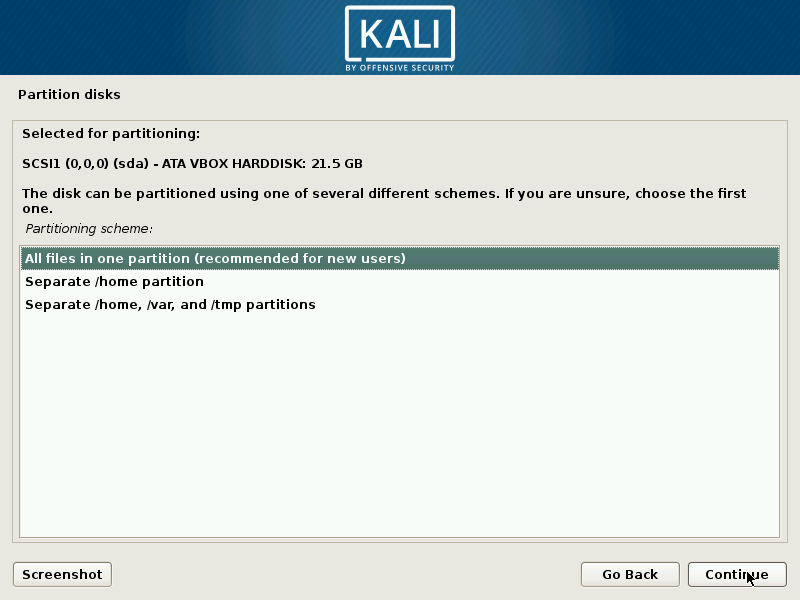 KALI
BY OFFENSIVE SECURITY
Partition disks
Selected for partitioning:
SCSI1 (0,0,0) (sda) - ATA VBOX HARDDISK: 21.5 GB
The disk can be partitioned using one of several different schemes. If you are unsure, choose the first
one.
Partitioning scheme:
All files in one partition (recommended for new users)
Separate /home partition
Separate /home, /var, and /tmp partitions
Screenshot
Go Back
Continue